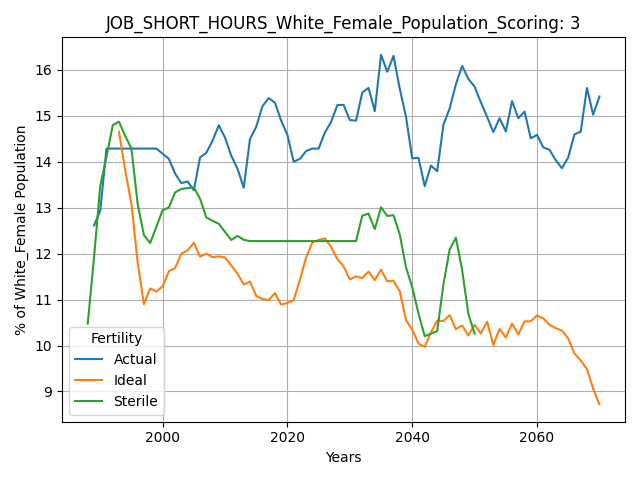 JOB_SHORT_HOURS_White_Female_Population_Scoring: 3
% of White_Female Population
16
15
14
13
12
11
10
9
Fertility
Actual
Ideal
Sterile
2000
2020
2040
2060
Years